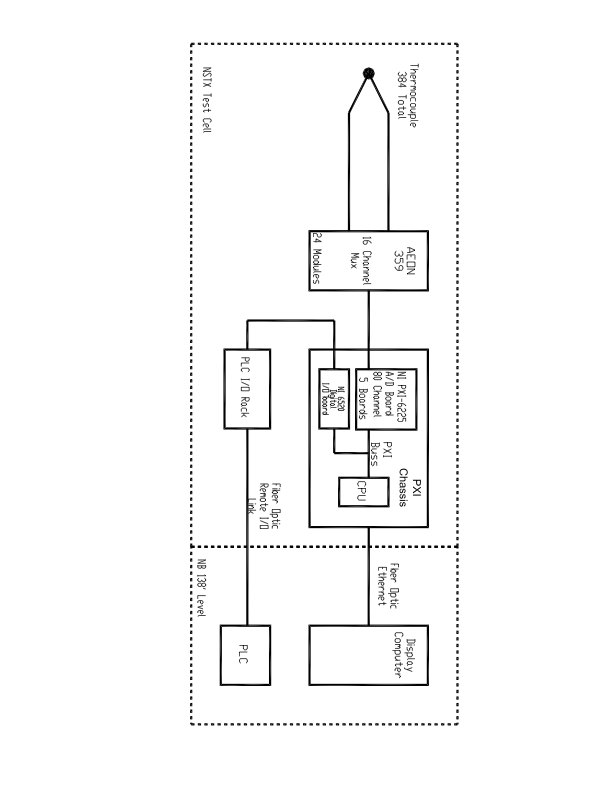 Thermocouple
384 Total
NSTX Test Cell
AEON
359
16 Channel
Mux
24 Modules
PXI
Chassis
NI PXI-6225
A/D Board
80 Channel
5 Boards
NI 6520
Digital
I/O Board
PXI
Buss
CPU
PLC I/O Rack
Fiber Optic
Remote I/O
Link
Fiber Optic
Ethernet
NB 138' Level
Display
Computer
PLC